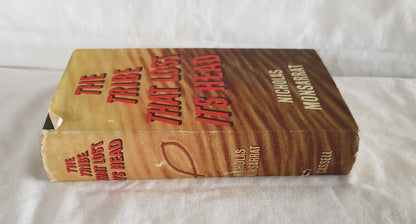 THE
TRIBE
THAT LOST
ITS HEAD
NICHOLAS
MONSARRAT
THE TRIBE
THAT LOST
ITS HEAD
NICHOLAS
MONSARRAT
CASSELL